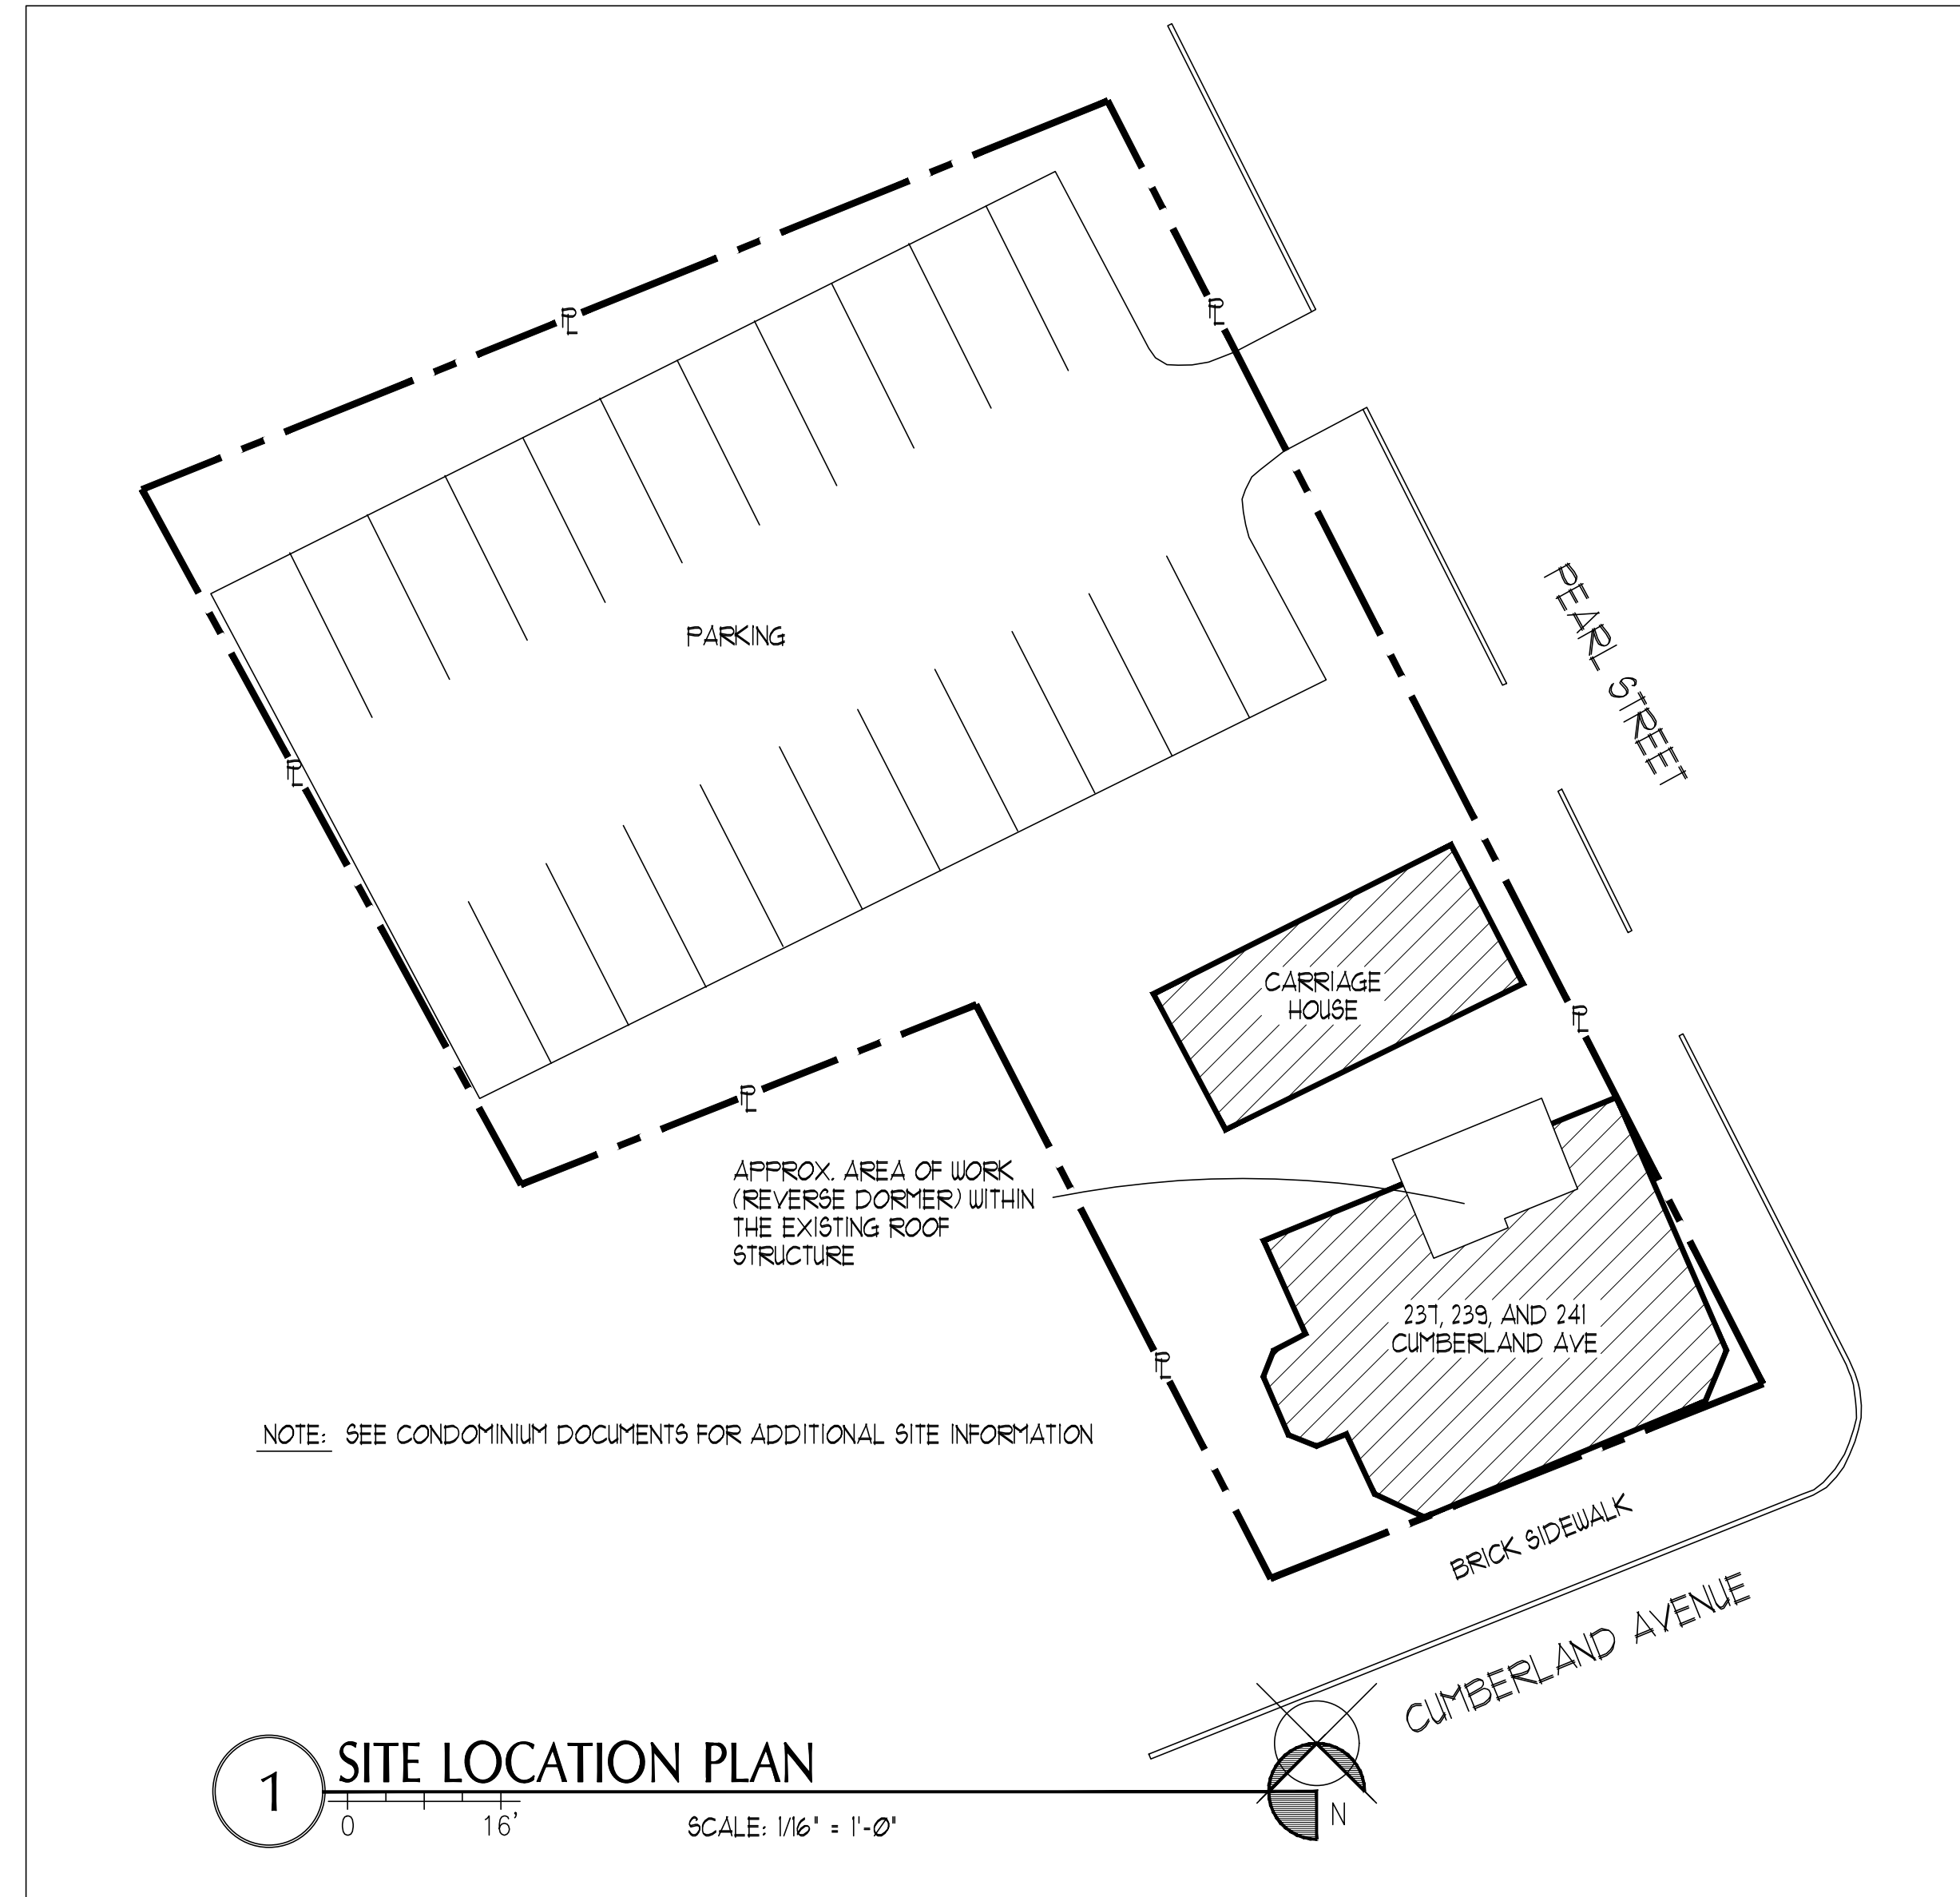 PL
PL
PEARL STREET
PARKING
PL
CARRIAGE
HOUSE
PL
PL
APPROX. AREA OF WORK
(REVERSE DORMER) WITHIN
THE EXISTING ROOF
STRUCTURE
237, 239, AND 241
CUMBERLAND AVE
PL
NOTE: SEE CONDOMINIUM DOCUMENTS FOR ADDITIONAL SITE INFORMATION
BRICK SIDEWALK
CUMBERLAND AVENUE
1 SITE LOCATION PLAN
0 16'
SCALE: 1/16" = 1'-0"
N